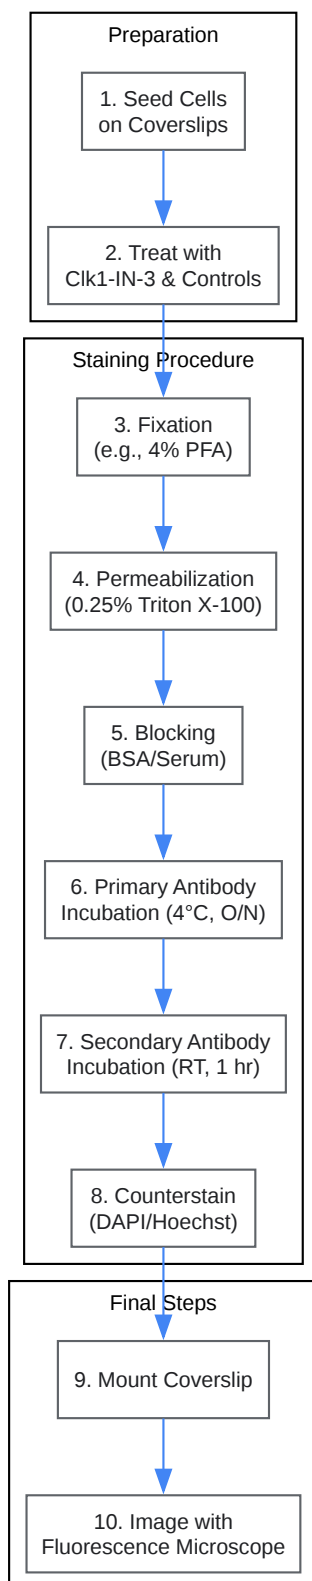 Preparation
1. Seed Cells
on Coverslips
2. Treat with
Clk1-IN-3 & Controls
Staining Procedure
3. Fixation
(e.g., 4% PFA)
4. Permeabilization
(0.25% Triton X-100)
5. Blocking
(BSA/Serum)
6. Primary Antibody
Incubation (4°C, O/N)
7. Secondary Antibody
Incubation (RT, 1 hr)
8. Counterstain
(DAPI/Hoechst)
Final Steps
9. Mount Coverslip
10. Image with
Fluorescence Microscope